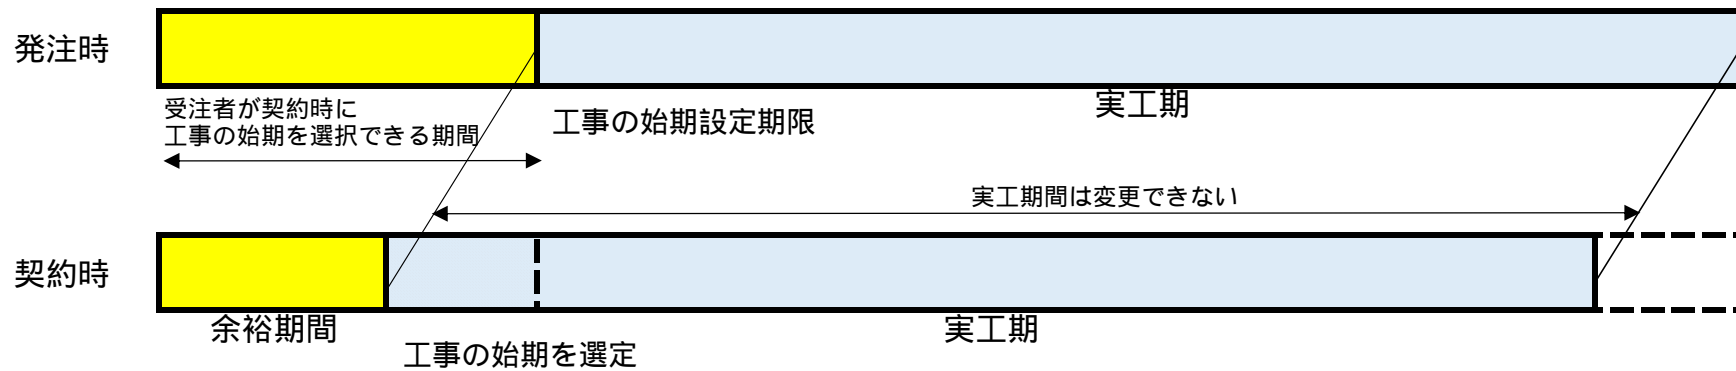 発注時
受注者が契約時に
工事の始期を選択できる期間
工事の始期設定期限
実工期
実工期間は変更できない
契約時
余裕期間
工事の始期を選定
実工期